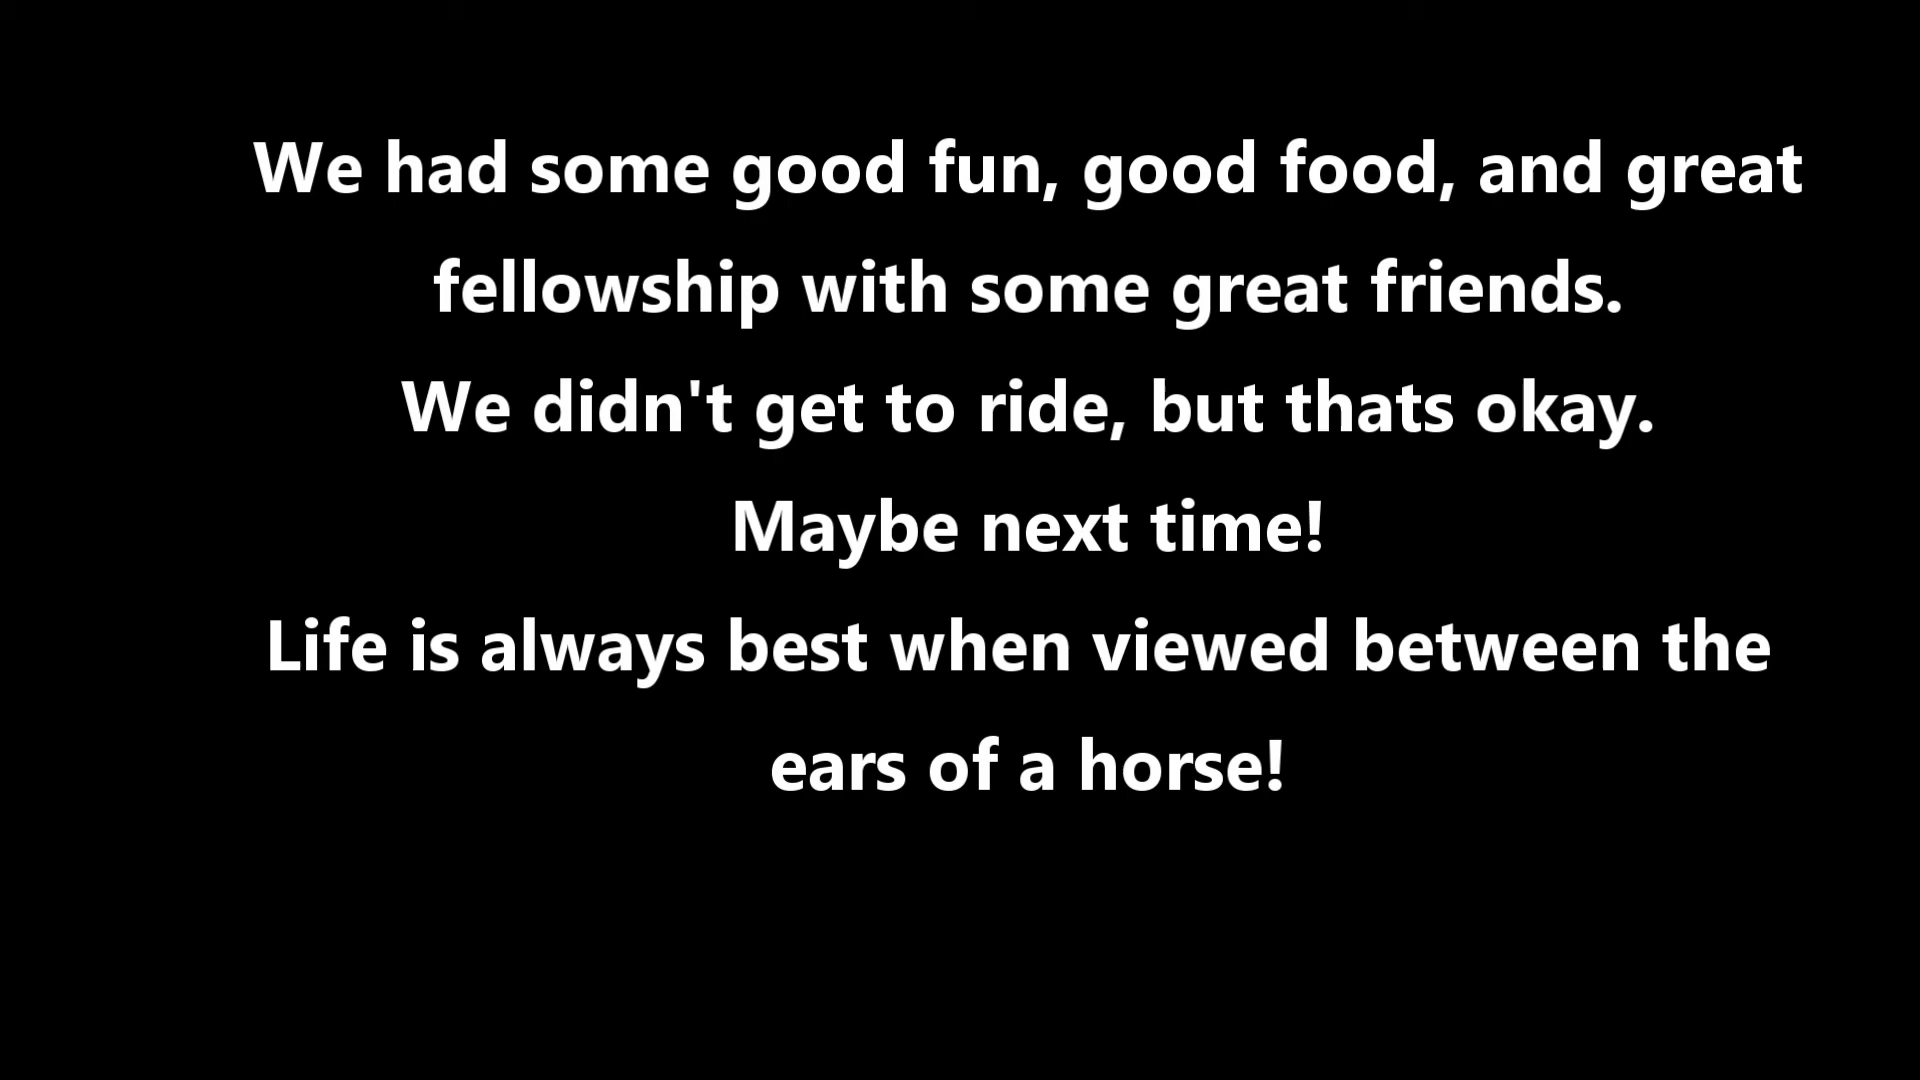 We had some good fun, good food, and great
fellowship with some great friends.
We didn't get to ride, but thats okay.
Maybe next time!
Life is always best when viewed between the
ears of a horse!